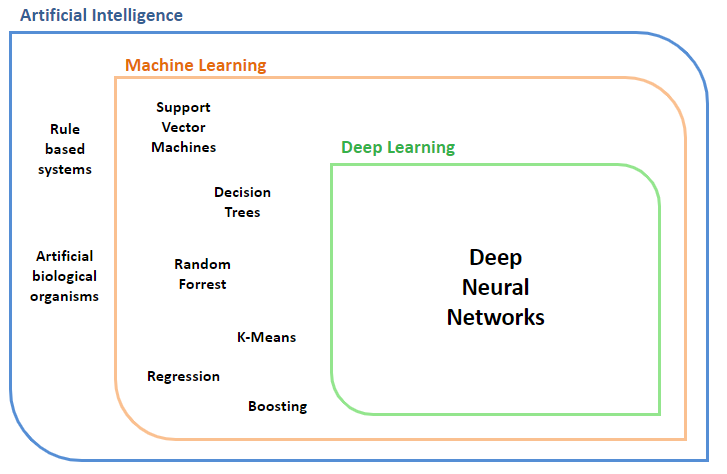 Artificial Intelligence
Machine Learning
Support
Vector
Machines
Rule
based
systems
Deep Learning
Decision
Trees
Artificial
biological
organisms
Random
Forrest
Deep
Neural
Networks
K-Means
Regression
Boosting